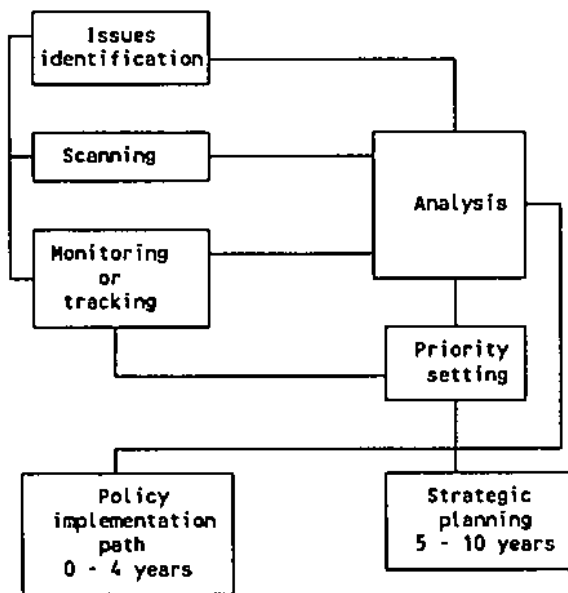 Issues
identification
Scanning
Analysis
Monitoring
or
tracking
Priority
setting
Policy
implementation
path
0 - 4 years
Strategic
planning
5 - 10 years